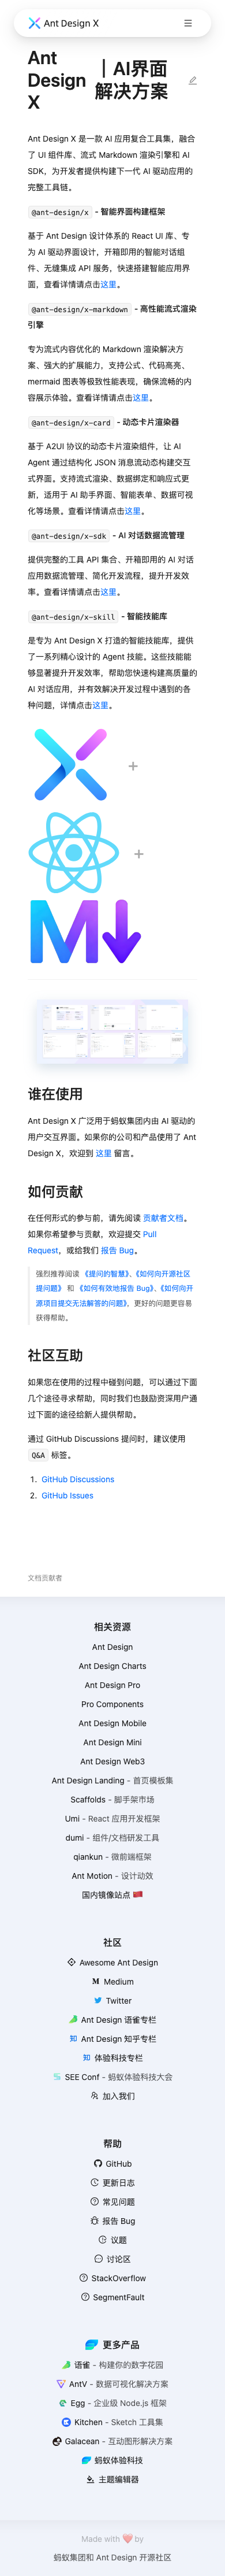 Ant Design X
Ant
Design
X
｜AI界面
解决方案
Ant Design X 是一款 AI 应用复合工具集，融合
了 UI 组件库、流式 Markdown 渲染引擎和 AI
SDK，为开发者提供构建下一代 AI 驱动应用的
完整工具链。
@ant-design/x - 智能界面构建框架
基于 Ant Design 设计体系的 React UI 库、专
为 AI 驱动界面设计，开箱即用的智能对话组
件、无缝集成 API 服务，快速搭建智能应用界
面，查看详情请点击这里。
@ant-design/x-markdown - 高性能流式渲染
引擎
专为流式内容优化的 Markdown 渲染解决方
案、强大的扩展能力，支持公式、代码高亮、
mermaid 图表等极致性能表现，确保流畅的内
容展示体验。查看详情请点击这里。
@ant-design/x-card - 动态卡片渲染器
基于 A2UI 协议的动态卡片渲染组件，让 AI
Agent 通过结构化 JSON 消息流动态构建交互
式界面。支持流式渲染、数据绑定和响应式更
新，适用于 AI 助手界面、智能表单、数据可视
化等场景。查看详情请点击这里。
@ant-design/x-sdk - AI 对话数据流管理
提供完整的工具 API 集合、开箱即用的 AI 对话
应用数据流管理、简化开发流程，提升开发效
率。查看详情请点击这里。
@ant-design/x-skill - 智能技能库
是专为 Ant Design X 打造的智能技能库，提供
了一系列精心设计的 Agent 技能。这些技能能
够显著提升开发效率，帮助您快速构建高质量的
AI 对话应用，并有效解决开发过程中遇到的各
种问题，详情点击这里。
+
+
M
谁在使用
Ant Design X 广泛用于蚂蚁集团内由 AI 驱动的
用户交互界面。如果你的公司和产品使用了 Ant
Design X，欢迎到 这里 留言。
如何贡献
在任何形式的参与前，请先阅读 贡献者文档。
如果你希望参与贡献，欢迎提交 Pull
Request，或给我们 报告 Bug。
强烈推荐阅读 《提问的智慧》、《如何向开源社区
提问题》 和 《如何有效地报告 Bug》、《如何向开
源项目提交无法解答的问题》，更好的问题更容易
获得帮助。
社区互助
如果您在使用的过程中碰到问题，可以通过下面
几个途径寻求帮助，同时我们也鼓励资深用户通
过下面的途径给新人提供帮助。
通过 GitHub Discussions 提问时，建议使用
Q&A 标签。
1. GitHub Discussions
2. GitHub Issues
文档贡献者
相关资源
Ant Design
Ant Design Charts
Ant Design Pro
Pro Components
Ant Design Mobile
Ant Design Mini
Ant Design Web3
Ant Design Landing - 首页模板集
Scaffolds - 脚手架市场
Umi - React 应用开发框架
dumi - 组件/文档研发工具
qiankun - 微前端框架
Ant Motion - 设计动效
国内镜像站点 🇨🇳
社区
Awesome Ant Design
Medium
Twitter
Ant Design 语雀专栏
Ant Design 知乎专栏
体验科技专栏
SEE Conf - 蚂蚁体验科技大会
加入我们
帮助
GitHub
更新日志
常见问题
报告 Bug
议题
讨论区
StackOverflow
SegmentFault
更多产品
语雀 - 构建你的数字花园
AntV - 数据可视化解决方案
Egg - 企业级 Node.js 框架
Kitchen - Sketch 工具集
Galacean - 互动图形解决方案
蚂蚁体验科技
主题编辑器
Made with ❤ by
蚂蚁集团和 Ant Design 开源社区